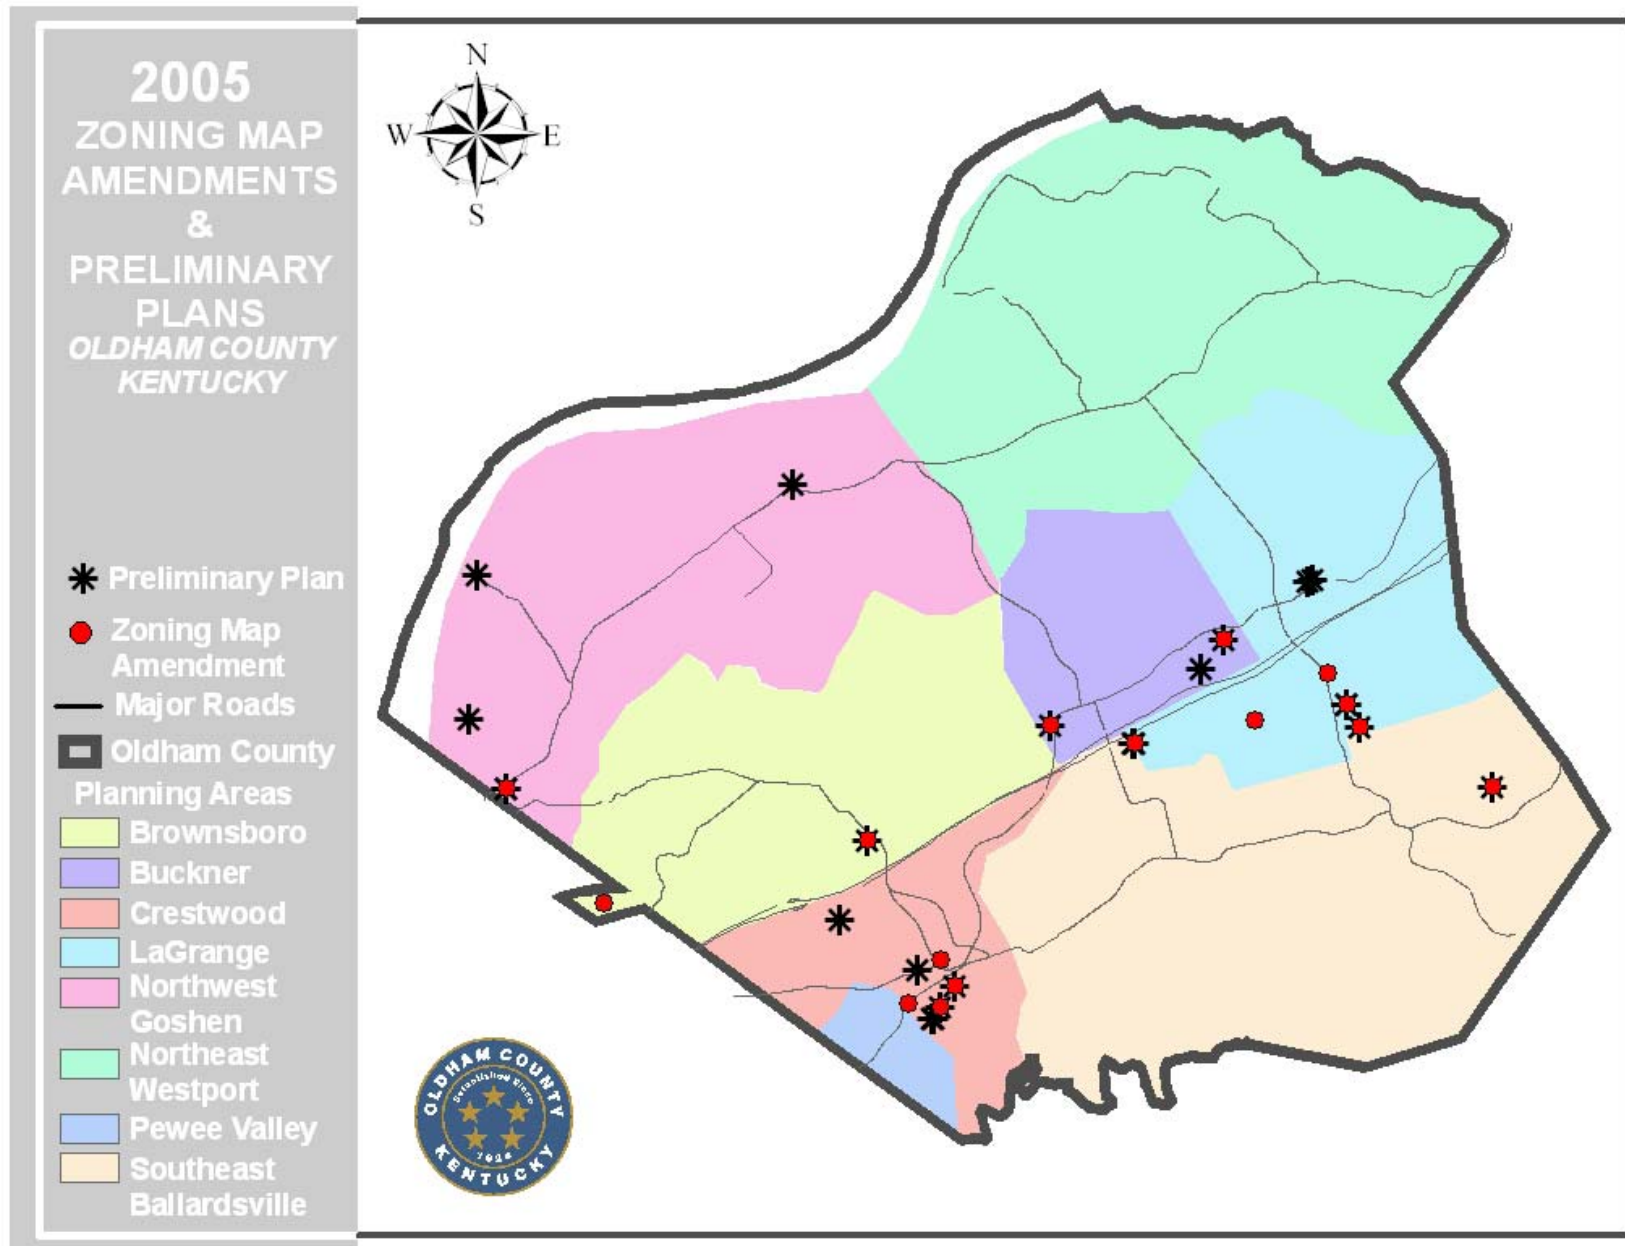 2005
ZONING MAP
AMENDMENTS
&
PRELIMINARY
PLANS
OLDHAM COUNTY
KENTUCKY
Preliminary Plan
Zoning Map
Amendment
Major Roads
Oldham County
Planning Areas
Brownsboro
Buckner
Crestwood
LaGrange
Northwest
Goshen
Northeast
Westport
Pewee Valley
Southeast
Ballardsville
N
W
E
S
OLDHAM COUNTY
KENTUCKY